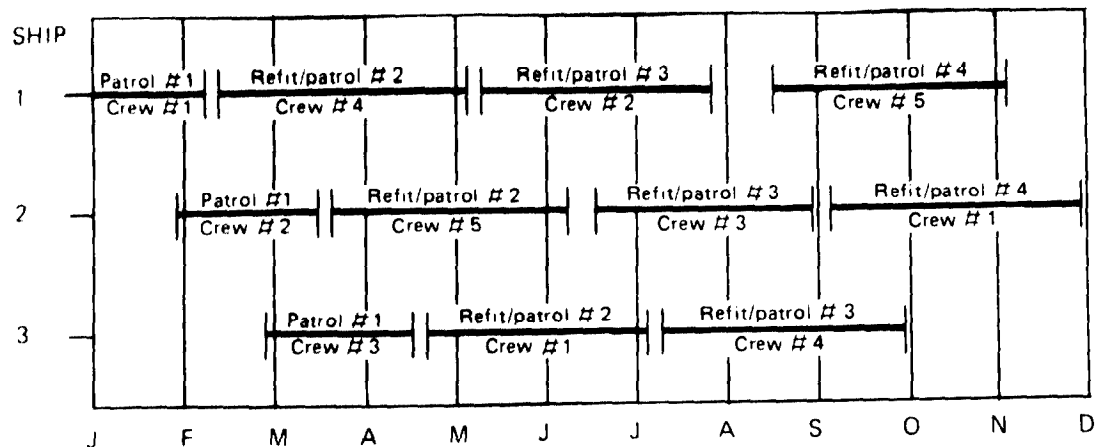 SHIP
Patrol #1 Refit/patrol # 2 Refit/patrol # 3 Refit/patrol # 4
1
Crew #1 Crew # 4 Crew # 2 Crew # 5
Patrol #1 Refit/patrol # 2 Refit/patrol # 3 Refit/patrol # 4
2
Crew # 2 Crew # 5 Crew # 3 Crew # 1
Patrol #1 Refit/patrol # 2 Refit/patrol # 3
3
Crew # 3 Crew #1 Crew # 4
J F M A M J J A S O N D